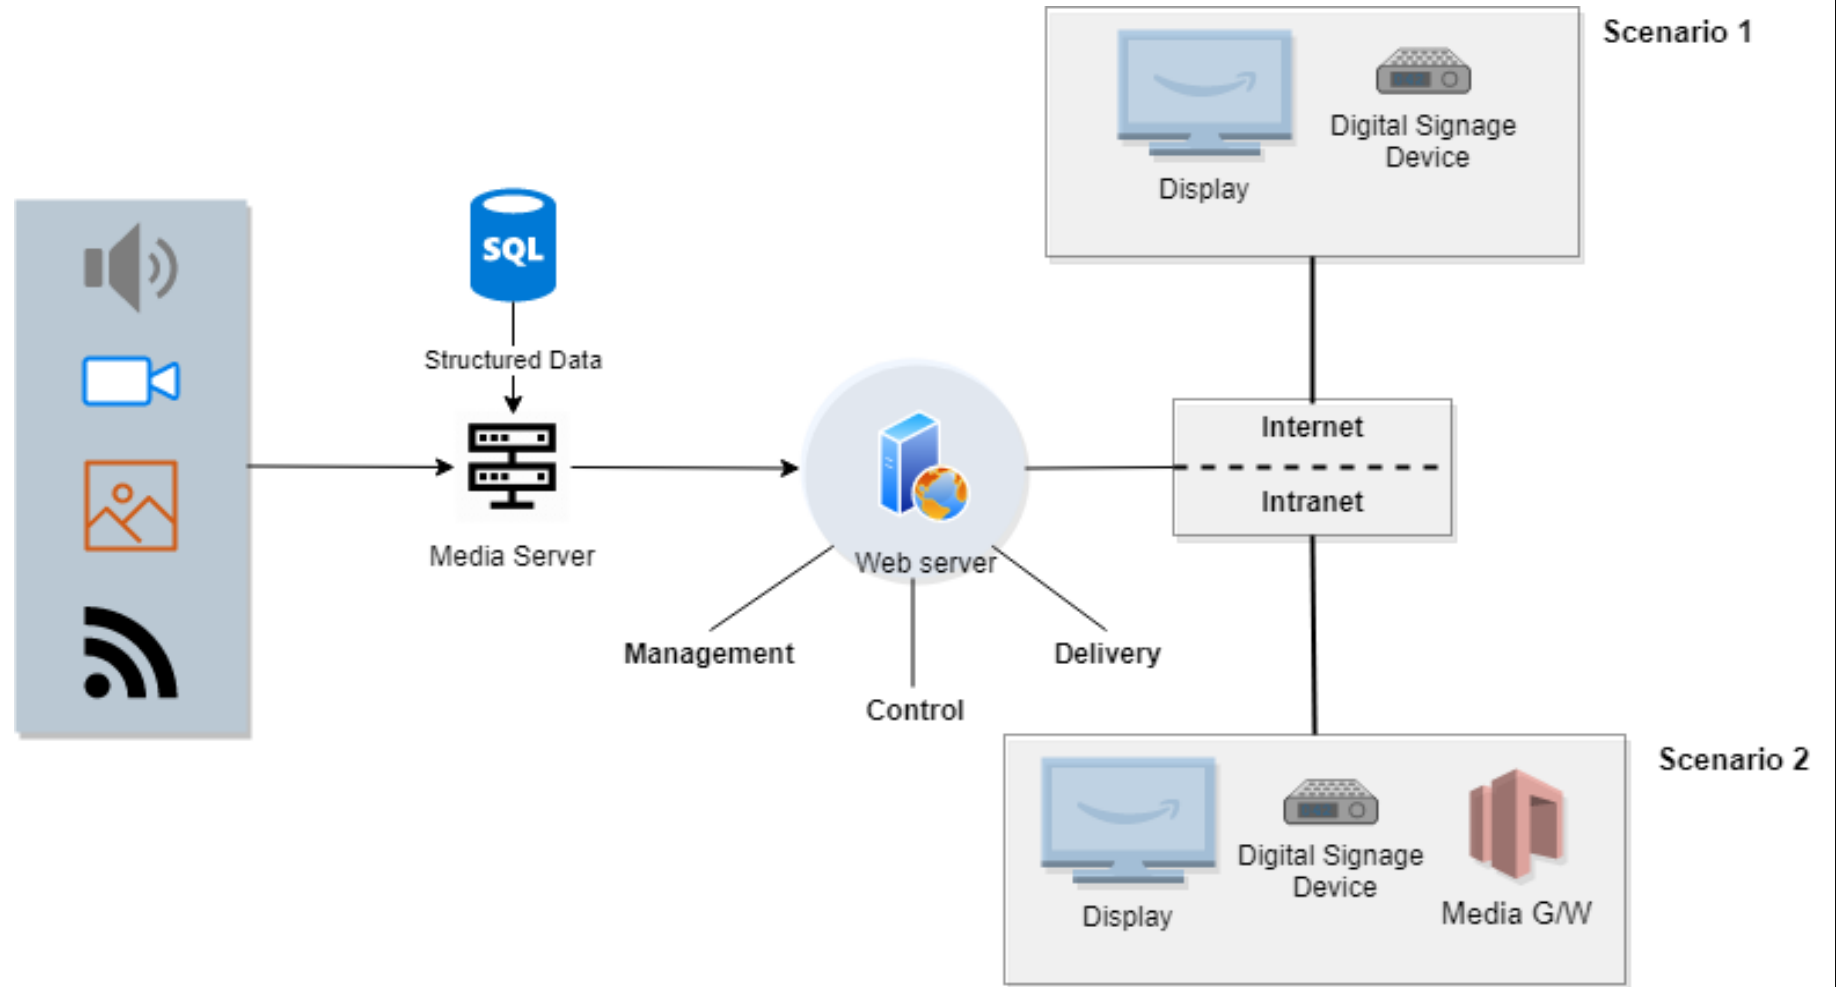 Scenario 1
Digital Signage
Device
Display
SQL
Structured Data
Internet
Intranet
Media Server
Web server
Management
Delivery
Control
Scenario 2
Digital Signage
Device
Display
Media G/W